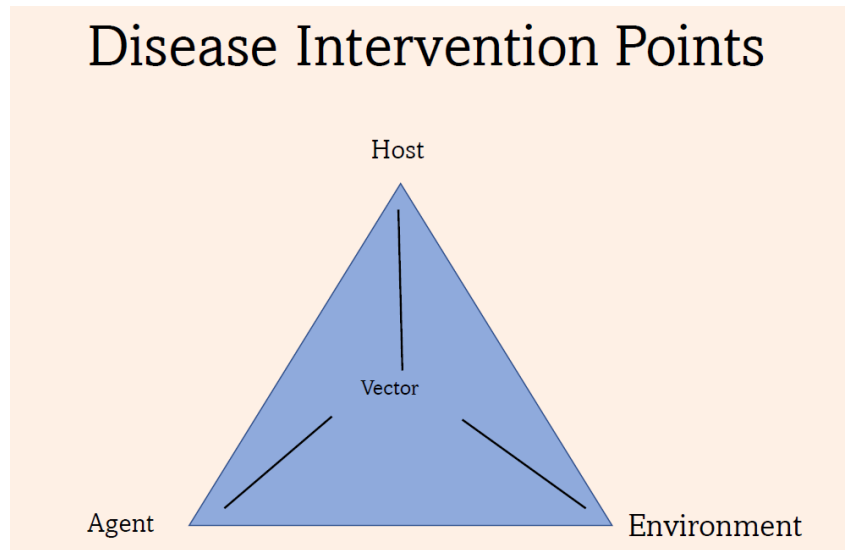 Disease Intervention Points
Host
Vector
Agent
Environment